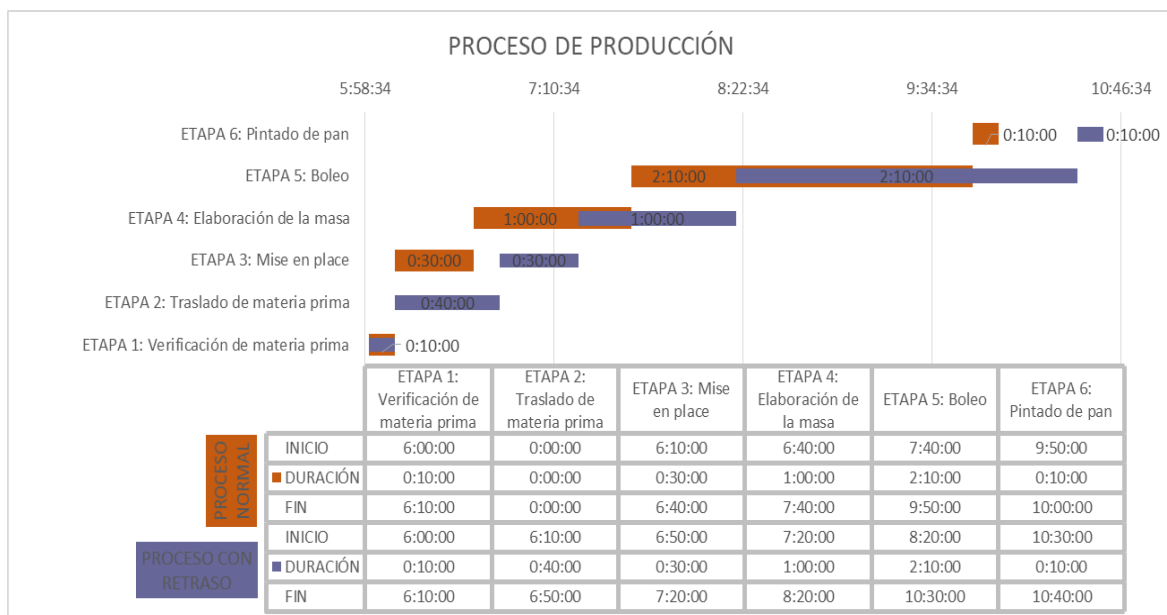 PROCESO DE PRODUCCIÓN
5:58:34 7:10:34 8:22:34 9:34:34 10:46:34
ETAPA 6: Pintado de pan 0:10:00 0:10:00
ETAPA 5: Boleo 2:10:00 2:10:00
ETAPA 4: Elaboración de la masa 1:00:00 1:00:00
ETAPA 3: Mise en place 0:30:00 0:30:00
ETAPA 2: Traslado de materia prima 0:40:00
ETAPA 1: Verificación de materia prima 0:10:00
ETAPA 1: ETAPA 2: ETAPA 3: Mise ETAPA 4: ETAPA 5: Boleo ETAPA 6:
Verificación de Traslado de en place Elaboración de Pintado de pan
materia prima materia prima la masa
PROCESO
NORMAL
INICIO 6:00:00 0:00:00 6:10:00 6:40:00 7:40:00 9:50:00
DURACIÓN 0:10:00 0:00:00 0:30:00 1:00:00 2:10:00 0:10:00
FIN 6:10:00 0:00:00 6:40:00 7:40:00 9:50:00 10:00:00
PROCESO CON
RETRASO
INICIO 6:00:00 6:10:00 6:50:00 7:20:00 8:20:00 10:30:00
DURACIÓN 0:10:00 0:40:00 0:30:00 1:00:00 2:10:00 0:10:00
FIN 6:10:00 6:50:00 7:20:00 8:20:00 10:30:00 10:40:00